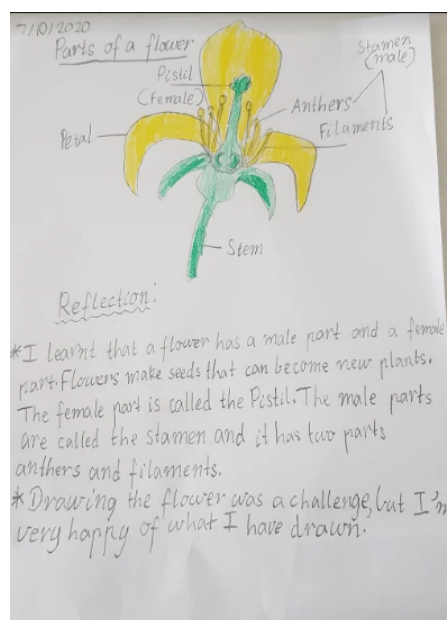 7/10/2020
Parts of a flower
Stamen
(male)
Pistil
(Female)
Anthers
Filaments
Petal
Stem
Reflection:
*I learnt that a flower has a male part and a female
part. Flowers make seeds that can become new plants.
The female part is called the Pistil. The male parts
are called the stamen and it has two parts
anthers and filaments.
*Drawing the flower was a challenge, but I'm
very happy of what I have drawn.